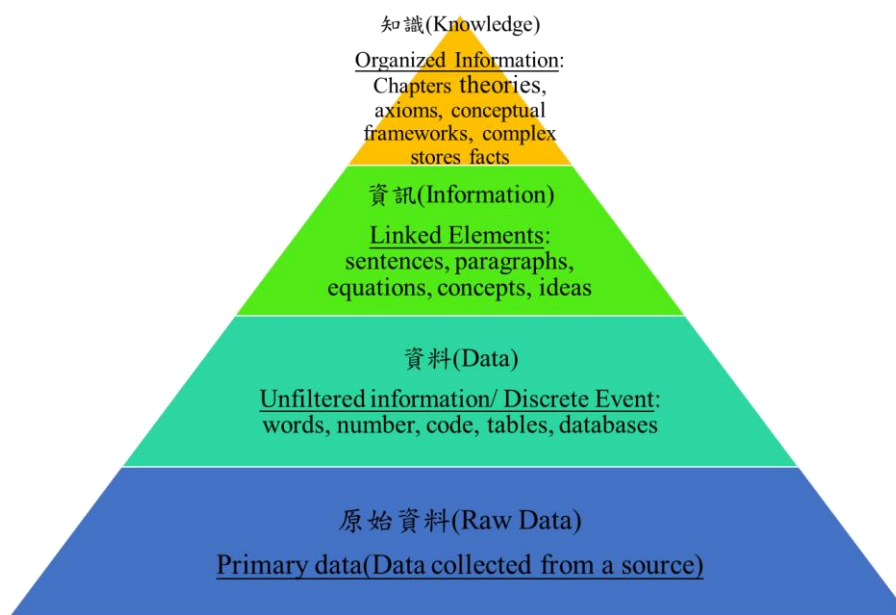 知識(Knowledge)
Organized Information:
Chapters theories,
axioms, conceptual
frameworks, complex
stores facts
資訊(Information)
Linked Elements:
sentences, paragraphs,
equations, concepts, ideas
資料(Data)
Unfiltered information/ Discrete Event:
words, number, code, tables, databases
原始資料(Raw Data)
Primary data(Data collected from a source)